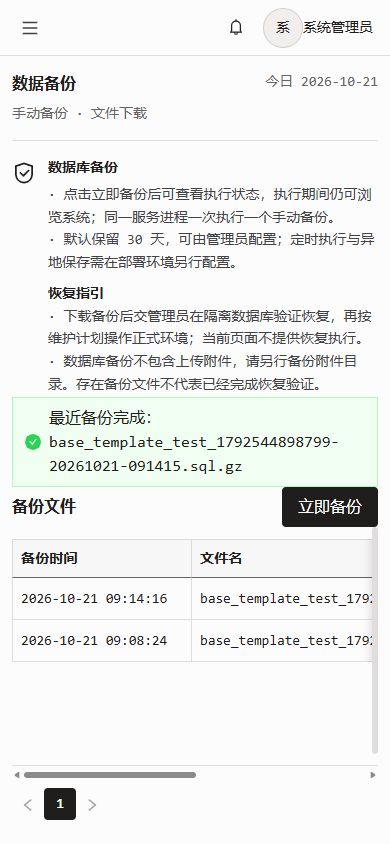 系 系统管理员
数据备份 今日 2026-10-21
手动备份 · 文件下载
数据库备份
· 点击立即备份后可查看执行状态，执行期间仍可浏
览系统；同一服务进程一次执行一个手动备份。
· 默认保留 30 天，可由管理员配置；定时执行与异
地保存需在部署环境另行配置。
恢复指引
· 下载备份后交管理员在隔离数据库验证恢复，再按
维护计划操作正式环境；当前页面不提供恢复执行。
· 数据库备份不包含上传附件，请另行备份附件目
录。存在备份文件不代表已经完成恢复验证。
最近备份完成：
base_template_test_1792544898799-
20261021-091415.sql.gz
备份文件 立即备份
备份时间 文件名
2026-10-21 09:14:16 base_template_test_1792
2026-10-21 09:08:24 base_template_test_1792
1